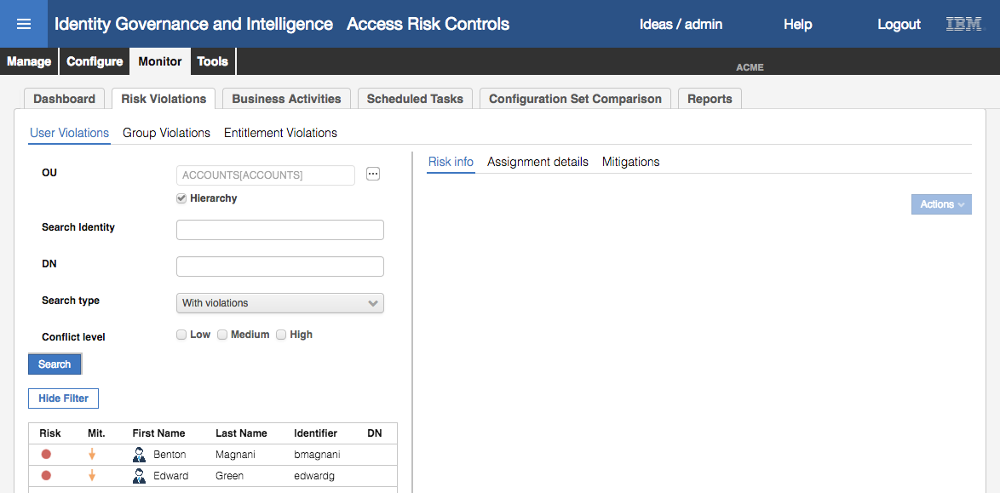 Identity Governance and Intelligence Access Risk Controls Ideas / admin Help Logout IBM
Manage Configure Monitor Tools ACME
Dashboard Risk Violations Business Activities Scheduled Tasks Configuration Set Comparison Reports
User Violations Group Violations Entitlement Violations
Risk info Assignment details Mitigations
OU ACCOUNTS[ACCOUNTS] ...
Hierarchy
Actions
Search Identity
DN
Search type With violations
Conflict level Low Medium High
Search
Hide Filter
Risk Mit. First Name Last Name Identifier DN
Benton Magnani bmagnani
Edward Green edwardg